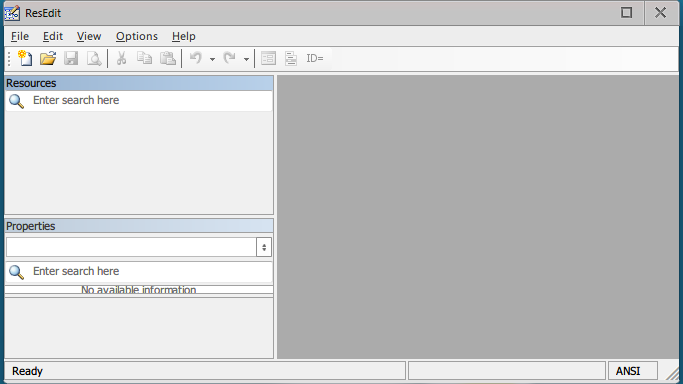 ResEdit
File Edit View Options Help
ID=
Resources
Enter search here
Properties
Enter search here
No available information
Ready ANSI